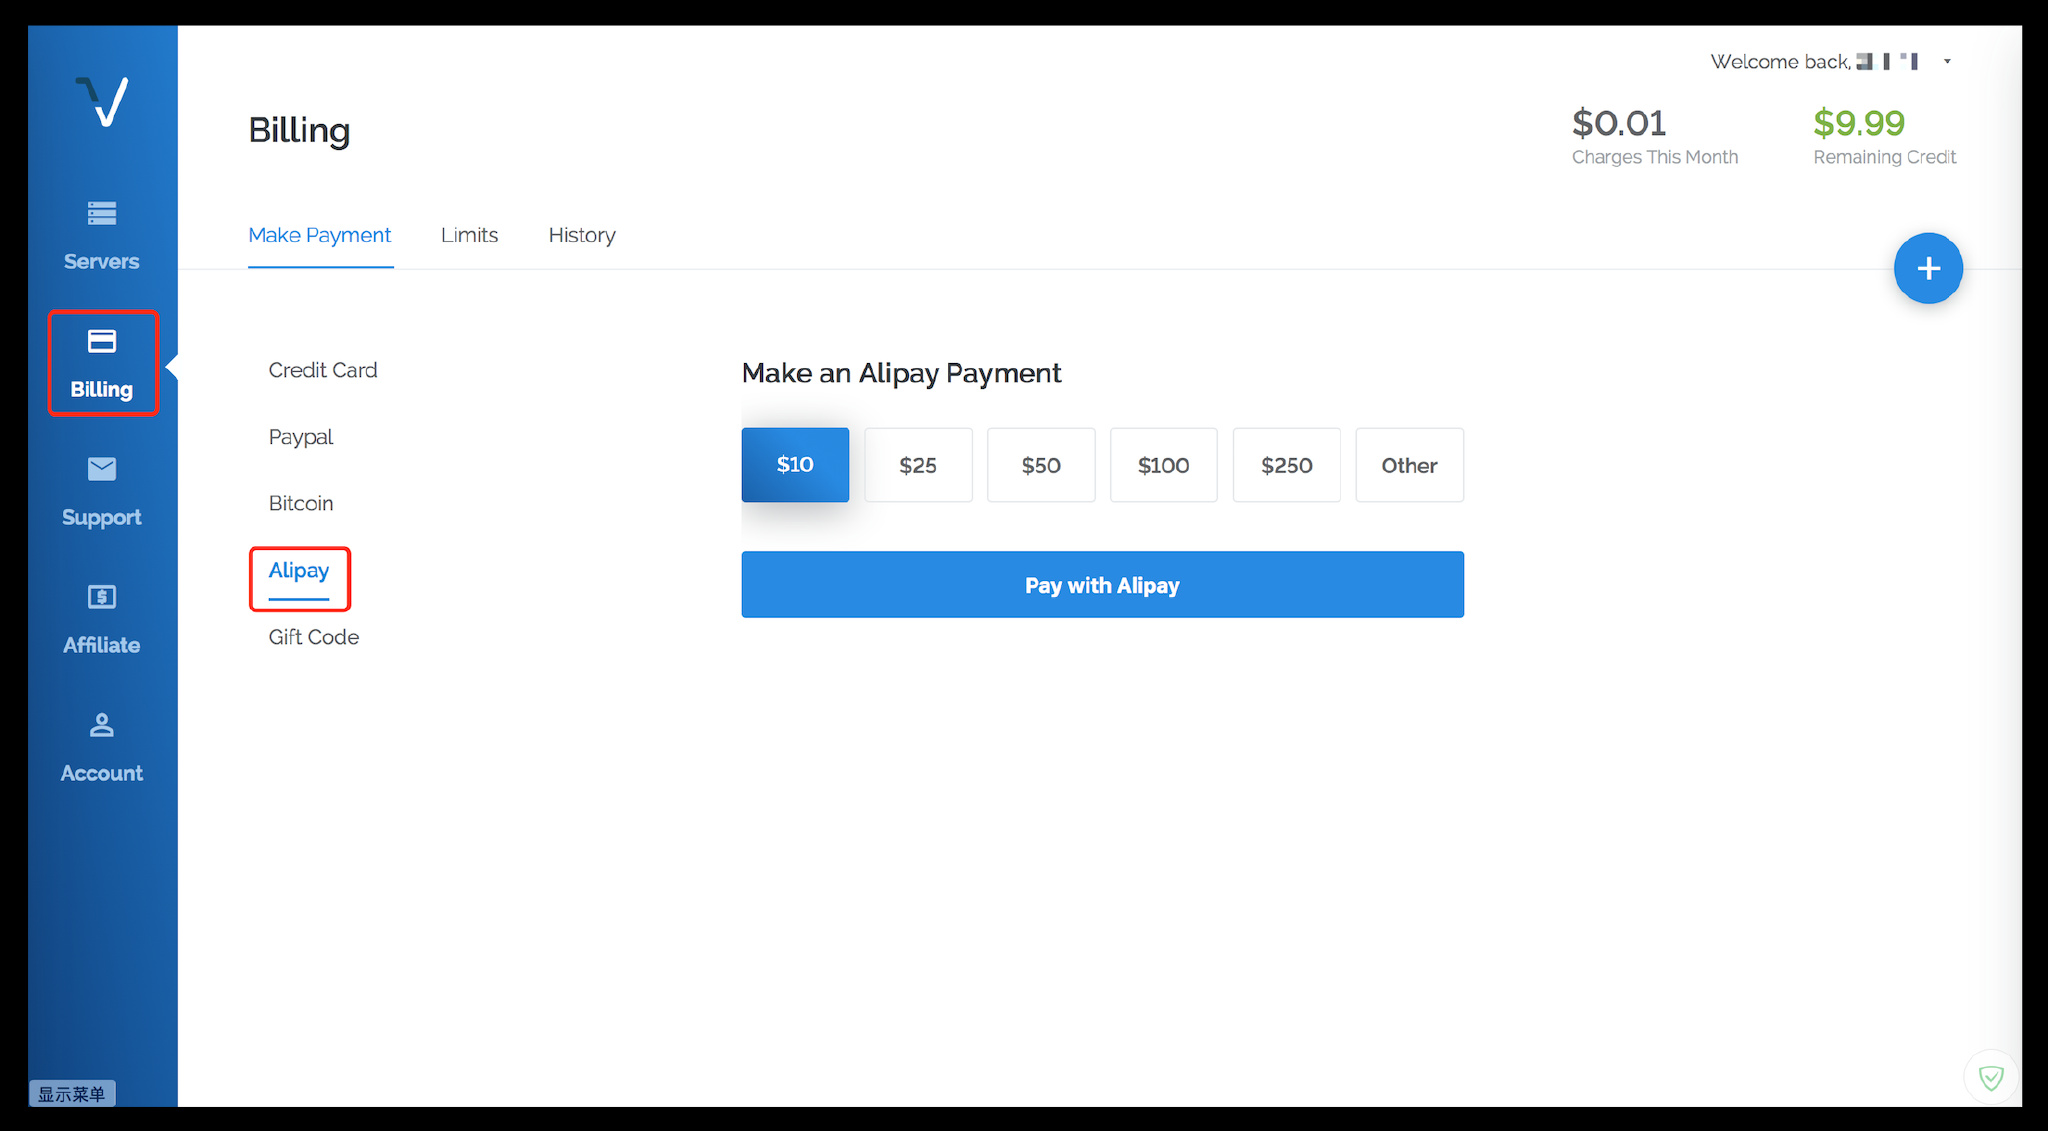 Welcome back,
Billing
$0.01
Charges This Month
$9.99
Remaining Credit
Make Payment
Limits
History
Servers
Billing
Support
Affiliate
Account
Credit Card
Paypal
Bitcoin
Alipay
Gift Code
Make an Alipay Payment
$10
$25
$50
$100
$250
Other
Pay with Alipay
显示菜单